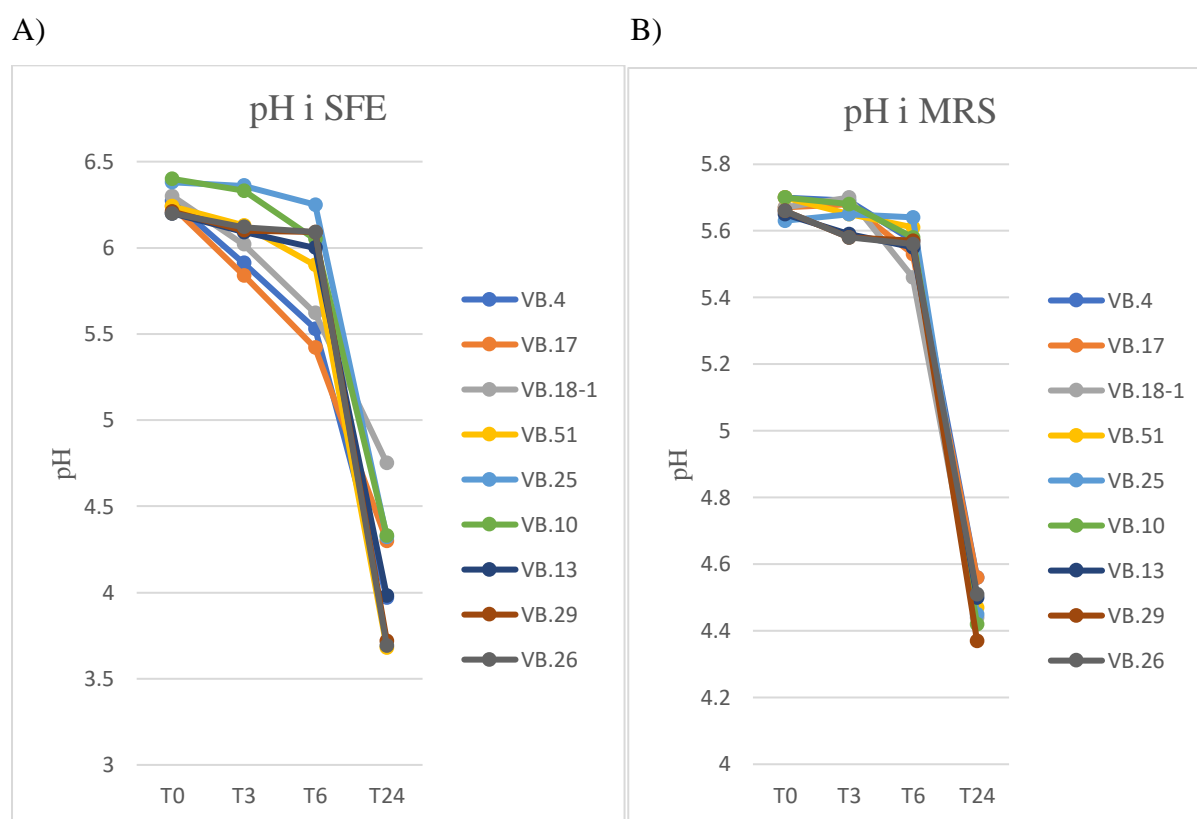 A)
B)
pH i SFE
6.5
6
5.5
5
4.5
4
3.5
3
pH
T0 T3 T6 T24
VB.4
VB.17
VB.18-1
VB.51
VB.25
VB.10
VB.13
VB.29
VB.26
pH i MRS
5.8
5.6
5.4
5.2
5
4.8
4.6
4.4
4.2
4
pH
T0 T3 T6 T24
VB.4
VB.17
VB.18-1
VB.51
VB.25
VB.10
VB.13
VB.29
VB.26